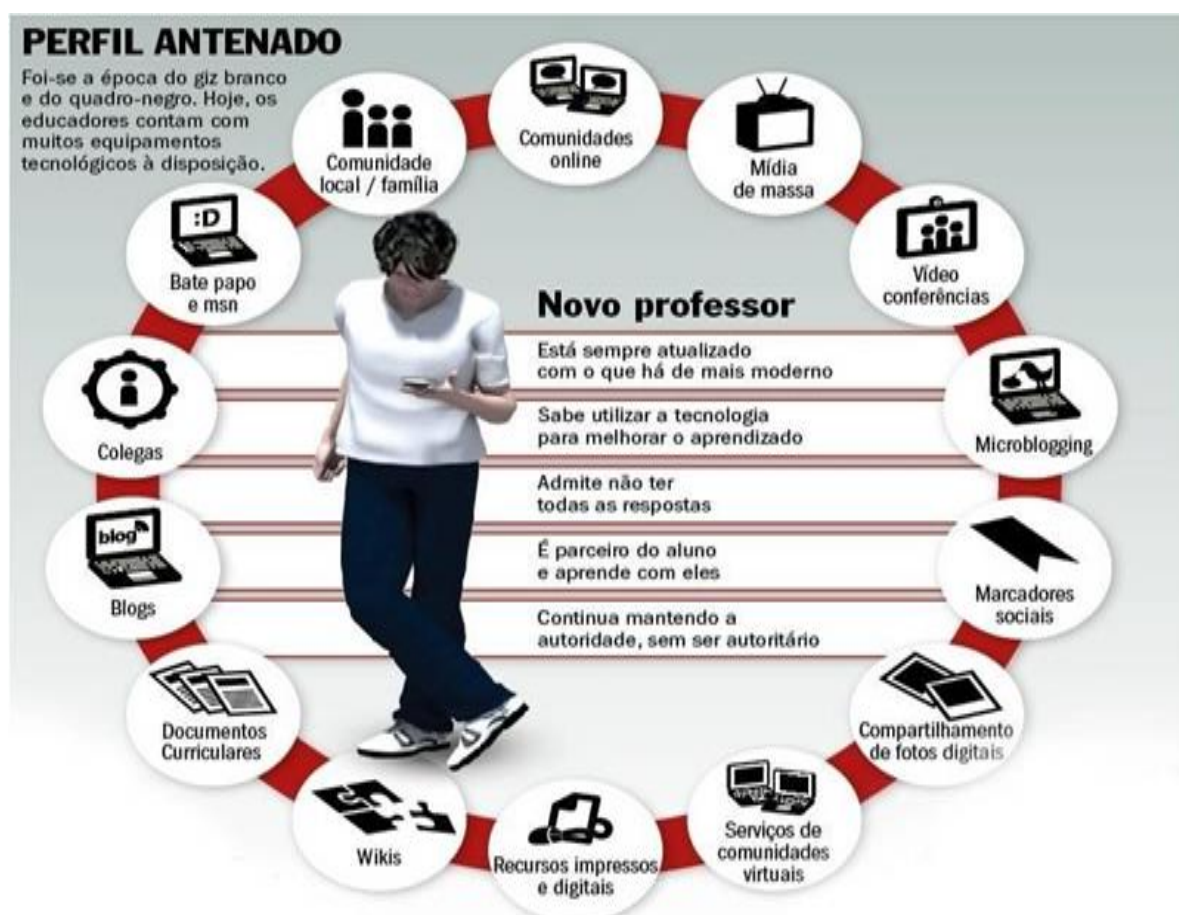 PERFIL ANTENADO
Foi-se a época do giz branco
e do quadro-negro. Hoje, os
educadores contam com
muitos equipamentos
tecnológicos à disposição.
Comunidade
local / família
Comunidades
online
Mídia
de massa
Vídeo
conferências
Microblogging
Marcadores
sociais
Compartilhamento
de fotos digitais
Serviços de
comunidades
virtuais
Recursos impressos
e digitais
Wikis
Documentos
Curriculares
blog
Blogs
Colegas
:D
Bate papo
e msn
Novo professor
Está sempre atualizado
com o que há de mais moderno
Sabe utilizar a tecnologia
para melhorar o aprendizado
Admite não ter
todas as respostas
É parceiro do aluno
e aprende com eles
Continua mantendo a
autoridade, sem ser autoritário